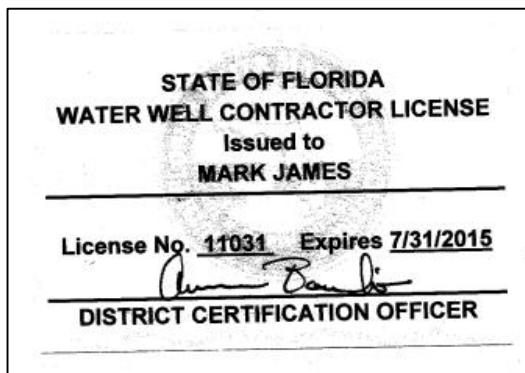 STATE OF FLORIDA
WATER WELL CONTRACTOR LICENSE
Issued to
MARK JAMES
License No. 11031 Expires 7/31/2015
DISTRICT CERTIFICATION OFFICER